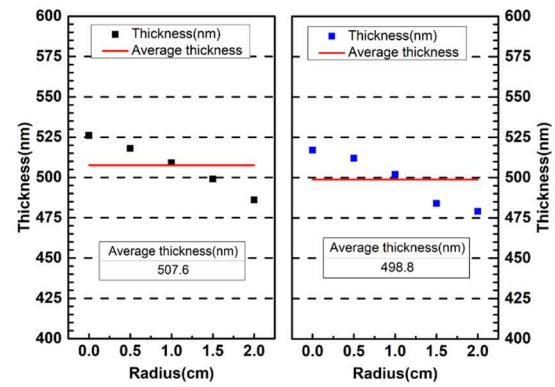 600
575
550
525
500
475
450
425
400
Thickness(nm)
Thickness(nm)
Average thickness
Average thickness(nm)
507.6
0.0 0.5 1.0 1.5 2.0
Radius(cm)
Thickness(nm)
Average thickness
Average thickness(nm)
498.8
0.0 0.5 1.0 1.5 2.0
Radius(cm)
600
575
550
525
500
475
450
425
400
Thickness(nm)